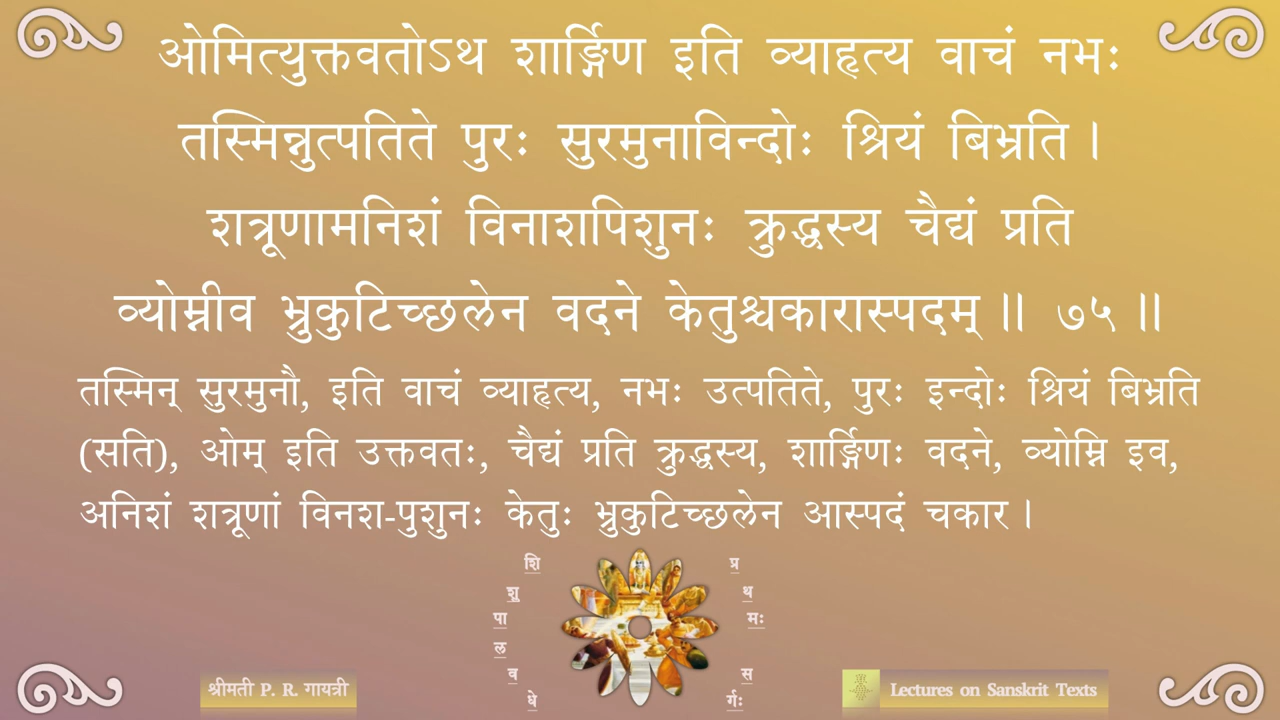 ओमित्युक्तवतोऽथ शार्ङ्गिण इति व्याहृत्य वाचं नभः
तस्मिन्नुत्पतिते पुरः सुरमुनाविन्दोः श्रियं बिभ्रति ।
शत्रूणामनिशं विनाशपिशुनः क्रुद्धस्य चैद्यं प्रति
व्योम्नीव भ्रुकुटिच्छलेन वदने केतुश्चकारास्पदम् ॥ ७५ ॥
तस्मिन् सुरमुनौ, इति वाचं व्याहृत्य, नभः उत्पतिते, पुरः इन्दोः श्रियं बिभ्रति
(सति), ओम् इति उक्तवतः, चैद्यं प्रति क्रुद्धस्य, शार्ङ्गिणः वदने, व्योम्नि इव,
अनिशं शत्रूणां विनश-पुशुनः केतुः भ्रुकुटिच्छलेन आस्पदं चकार ।
शि
शु
पा
ल
व
धे
प्र
थ
मः
स
र्गः
श्रीमती P. R. गायत्री
Lectures on Sanskrit Texts